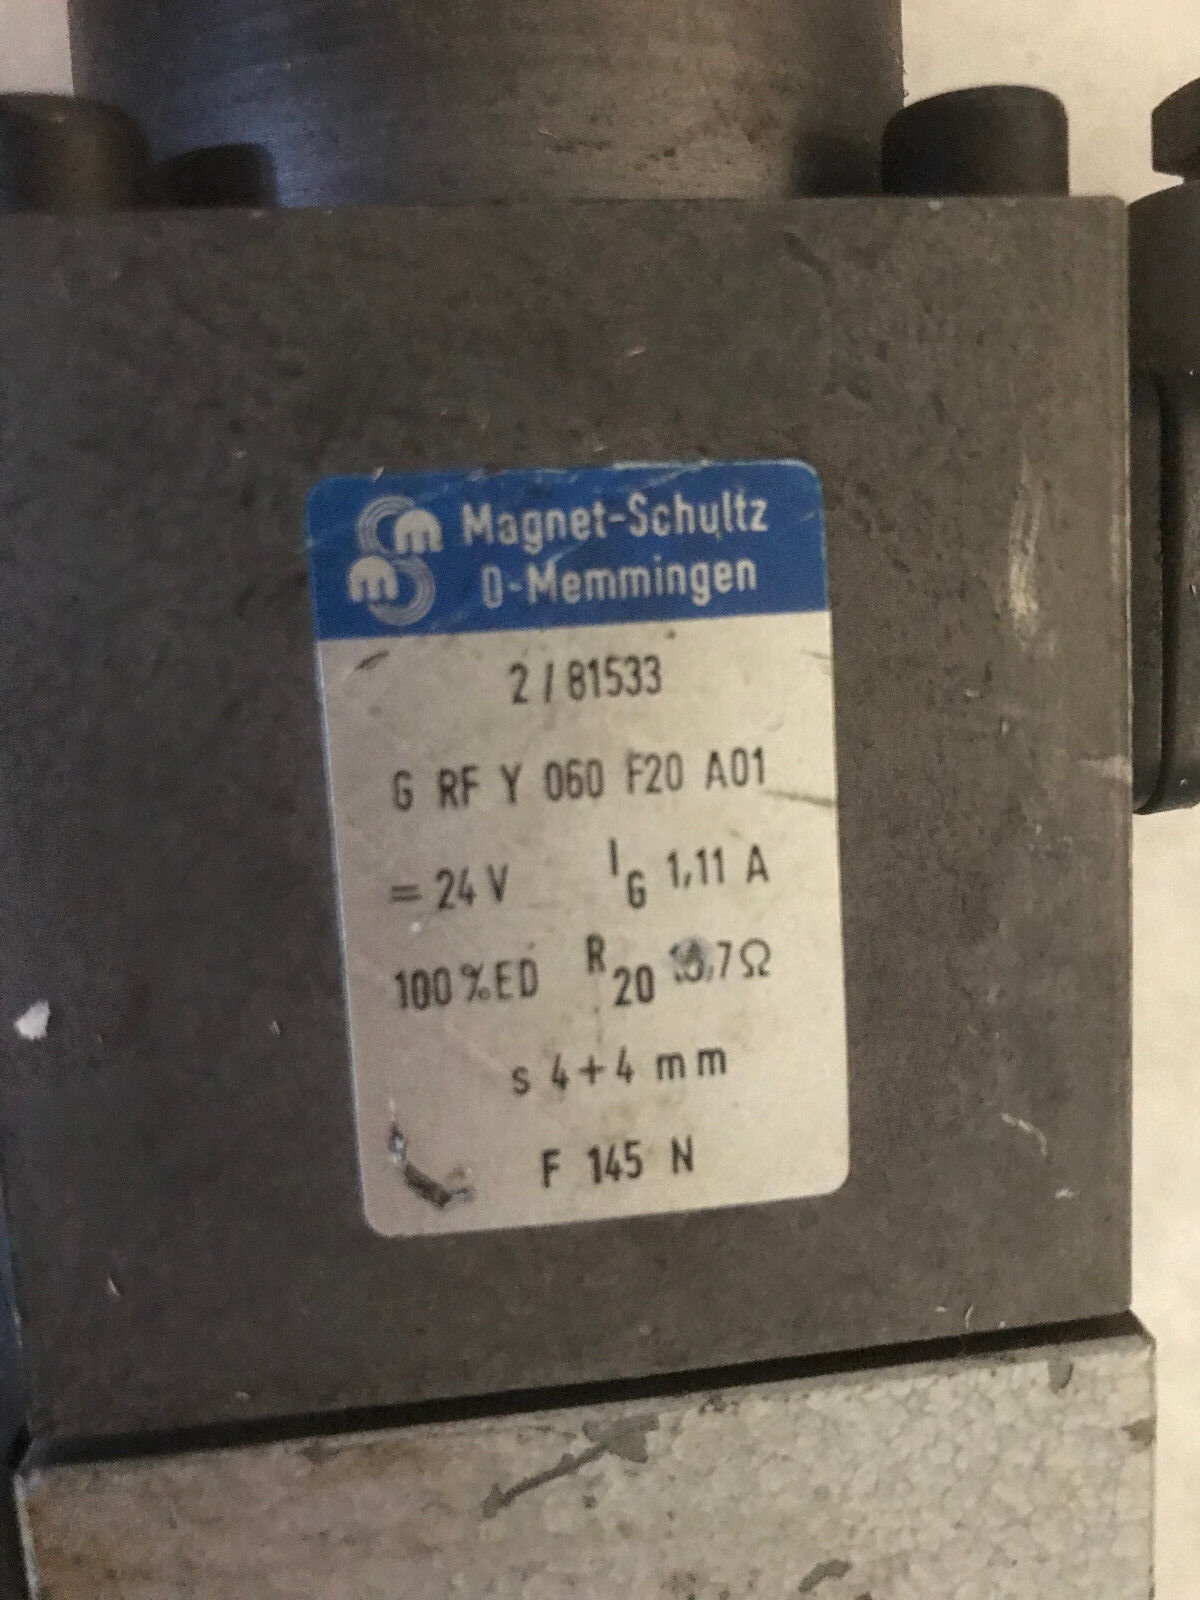 m m Magnet-Schultz
D-Memmingen
2 / 81533
G RF Y 060 F20 A01
= 24 V I G 1,11 A
100 % ED R 20 Ω
s 4+4 mm
F 145 N